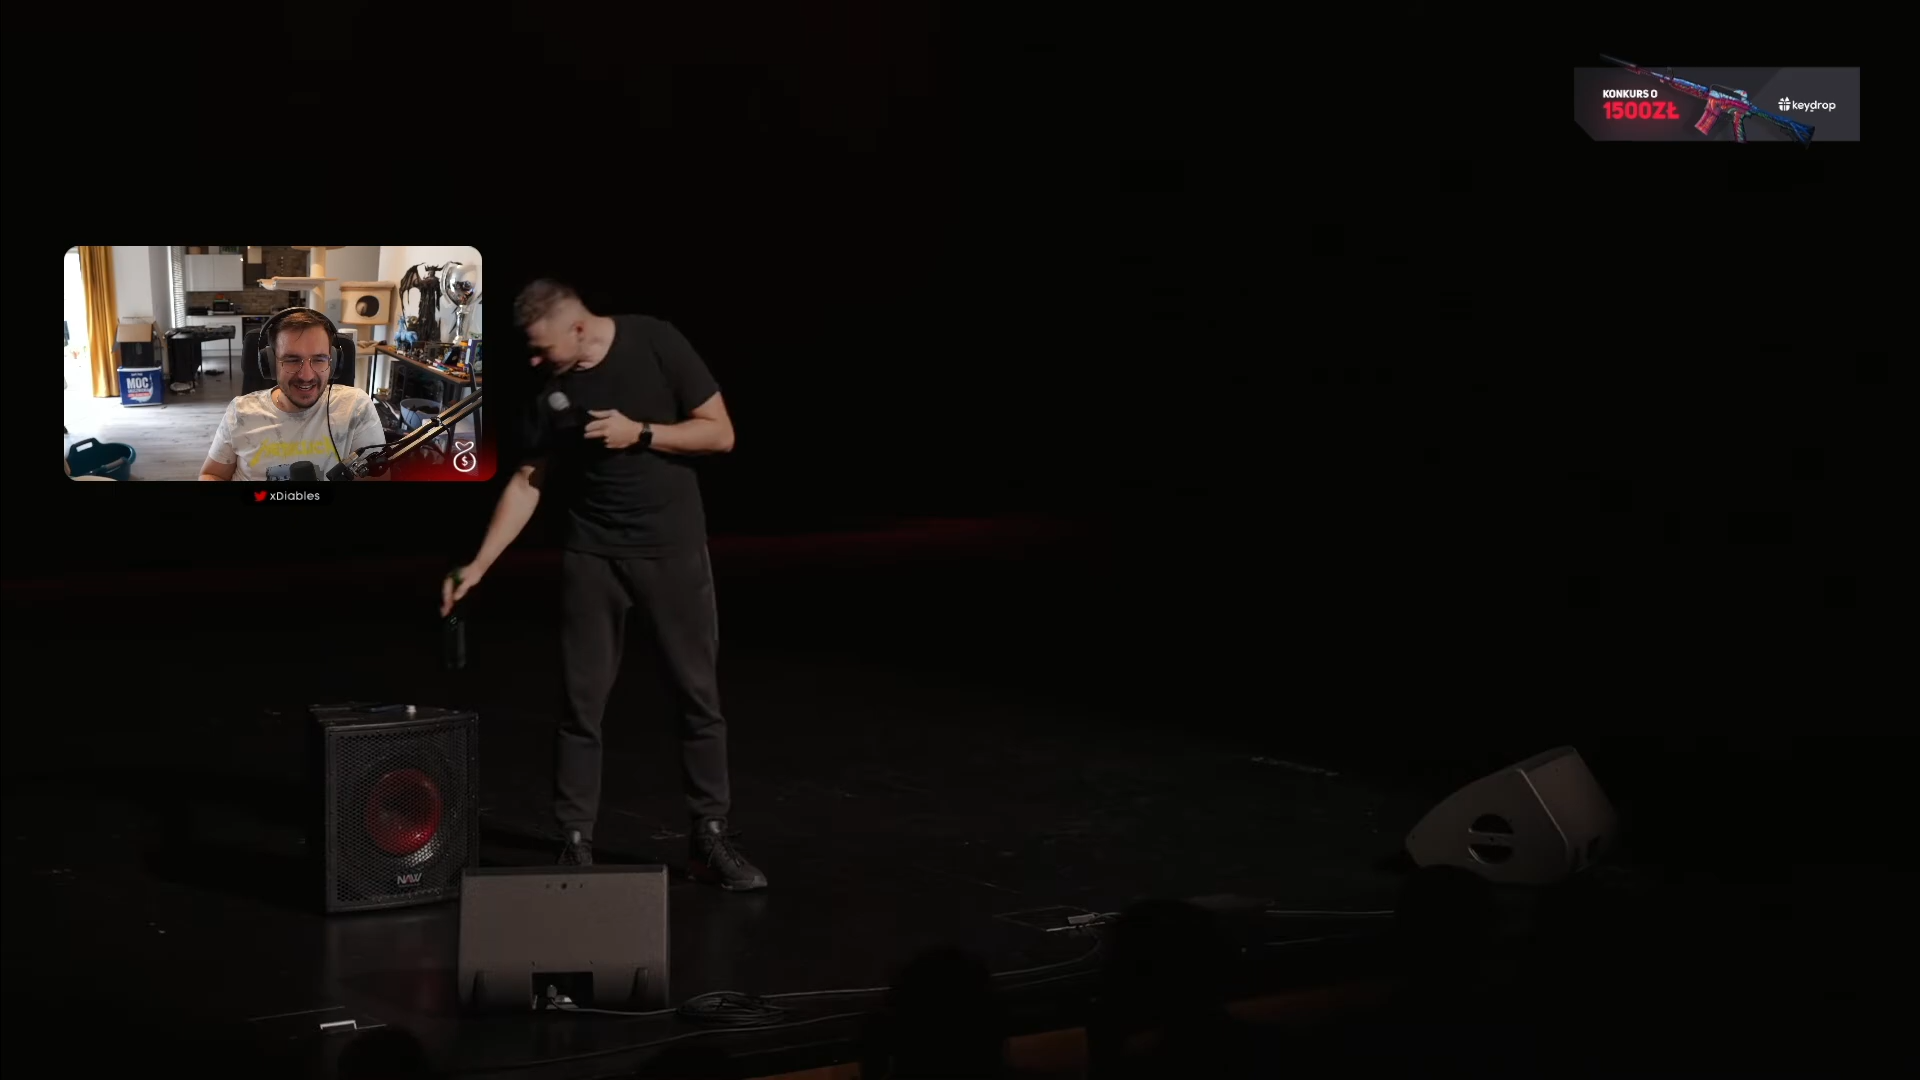 KONKURS O
1500ZŁ
keydrop
MOC
xDiables
NAW